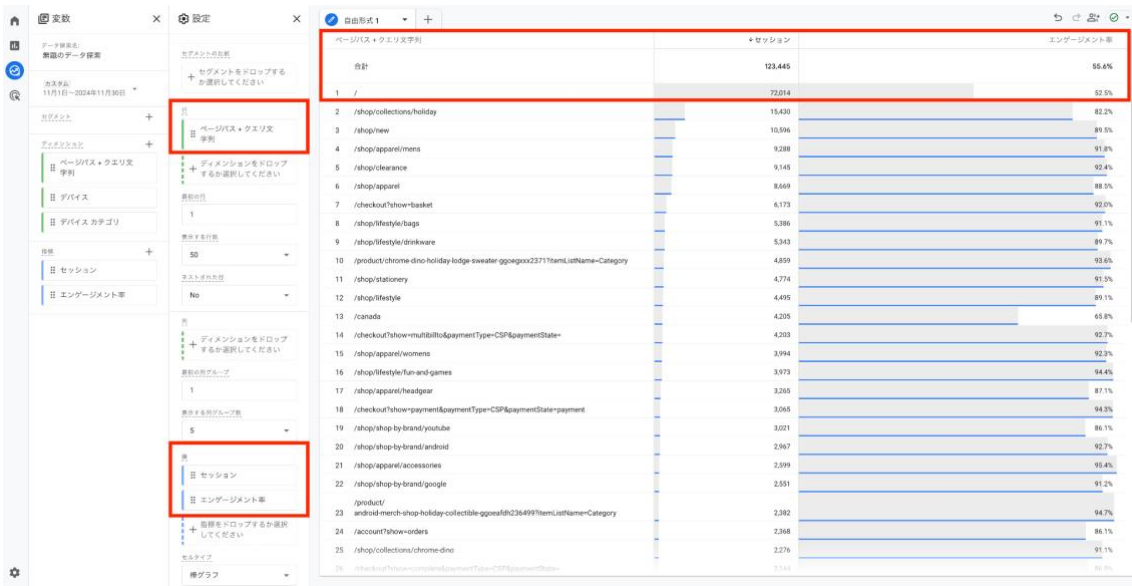 変数
データ探索名:
無題のデータ探索
カスタム
11月1日～2024年11月30日
セグメント
ディメンション
ページパス + クエリ文
字列
デバイス
デバイス カテゴリ
指標
セッション
エンゲージメント率
設定
セグメントの比較
セグメントをドロップする
か選択してください
行
ページパス + クエリ文
字列
ディメンションをドロップ
するか選択してください
最初の行
1
表示する行数
50
ネストされた行
No
列
ディメンションをドロップ
するか選択してください
最初の列グループ
1
表示する列グループ数
5
値
セッション
エンゲージメント率
指標をドロップするか選択
してください
セルタイプ
棒グラフ
自由形式 1
ページパス + クエリ文字列 ↓セッション エンゲージメント率
合計 123,445 55.6%
1 / 72,014 52.5%
2 /shop/collections/holiday 15,430 82.2%
3 /shop/new 10,596 89.5%
4 /shop/apparel/mens 9,288 91.8%
5 /shop/clearance 9,145 92.4%
6 /shop/apparel 8,669 88.5%
7 /checkout?show=basket 6,173 92.0%
8 /shop/lifestyle/bags 5,386 91.1%
9 /shop/lifestyle/drinkware 5,343 89.7%
10 /product/chrome-dino-holiday-lodge-sweater-ggoegxxx2371?itemListName=Category 4,859 93.6%
11 /shop/stationery 4,774 91.5%
12 /shop/lifestyle 4,495 89.1%
13 /canada 4,205 65.8%
14 /checkout?show=multibillto&paymentType=CSP&paymentState= 4,203 92.7%
15 /shop/apparel/womens 3,994 92.3%
16 /shop/lifestyle/fun-and-games 3,973 94.4%
17 /shop/apparel/headgear 3,265 87.1%
18 /checkout?show=payment&paymentType=CSP&paymentState=payment 3,065 94.3%
19 /shop/shop-by-brand/youtube 3,021 86.1%
20 /shop/shop-by-brand/android 2,967 92.7%
21 /shop/apparel/accessories 2,599 95.4%
22 /shop/shop-by-brand/google 2,551 91.2%
/product/
23 android-merch-shop-holiday-collectible-ggoeafdh236499?itemListName=Category 2,382 94.7%
24 /account?show=orders 2,368 86.1%
25 /shop/collections/chrome-dino 2,276 91.1%
26